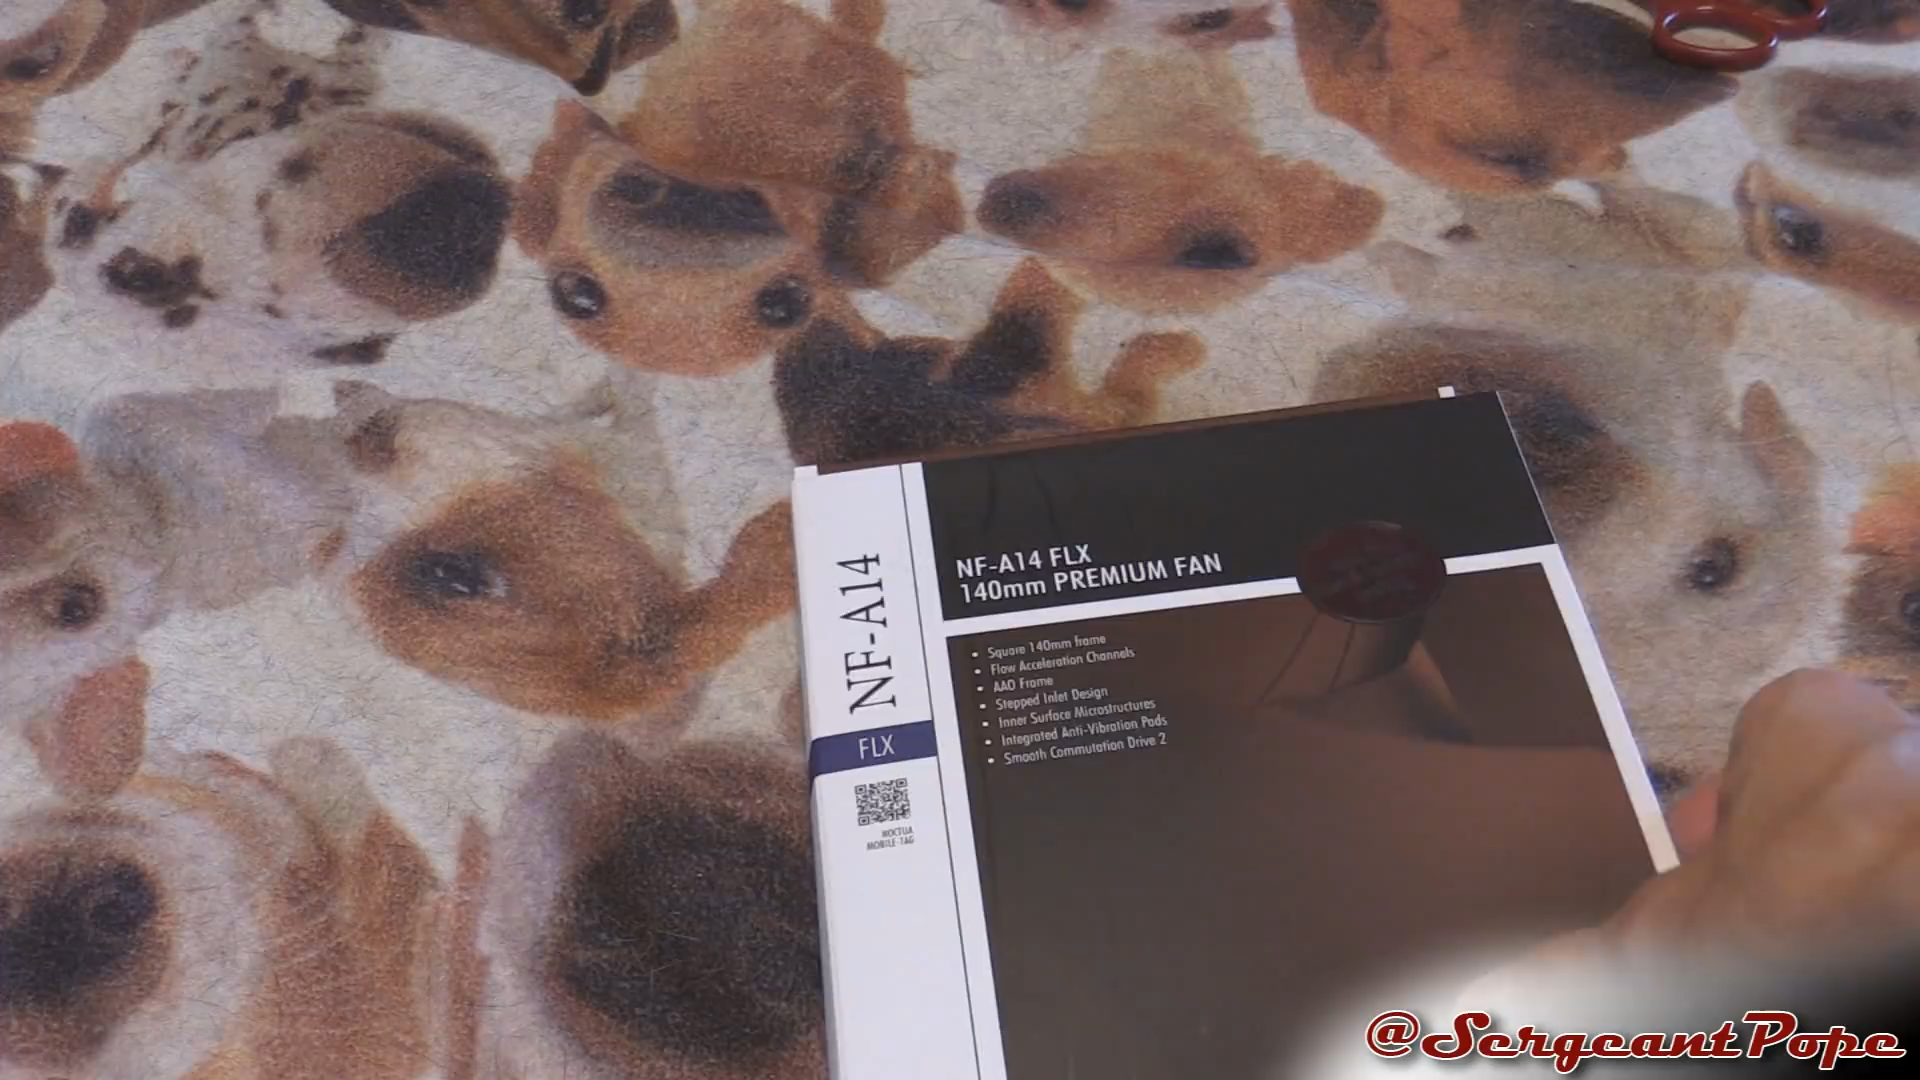 NF-A14 FLX
140mm PREMIUM FAN
• Square 140mm frame
• Flow Acceleration Channels
• AAO Frame
• Stepped Inlet Design
• Inner Surface Microstructures
• Integrated Anti-Vibration Pads
• Smooth Commutation Drive 2
NF-A14
FLX
NOCTUA
MOBILE-TAG
@SergeantPope